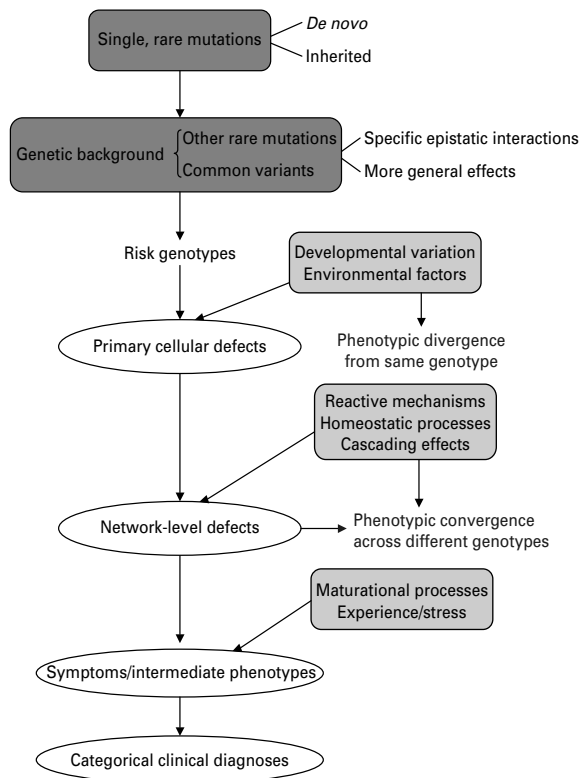 Single, rare mutations
De novo
Inherited
Genetic background
Other rare mutations
Common variants
Specific epistatic interactions
More general effects
Risk genotypes
Developmental variation
Environmental factors
Primary cellular defects
Phenotypic divergence
from same genotype
Reactive mechanisms
Homeostatic processes
Cascading effects
Network-level defects
Phenotypic convergence
across different genotypes
Maturational processes
Experience/stress
Symptoms/intermediate phenotypes
Categorical clinical diagnoses